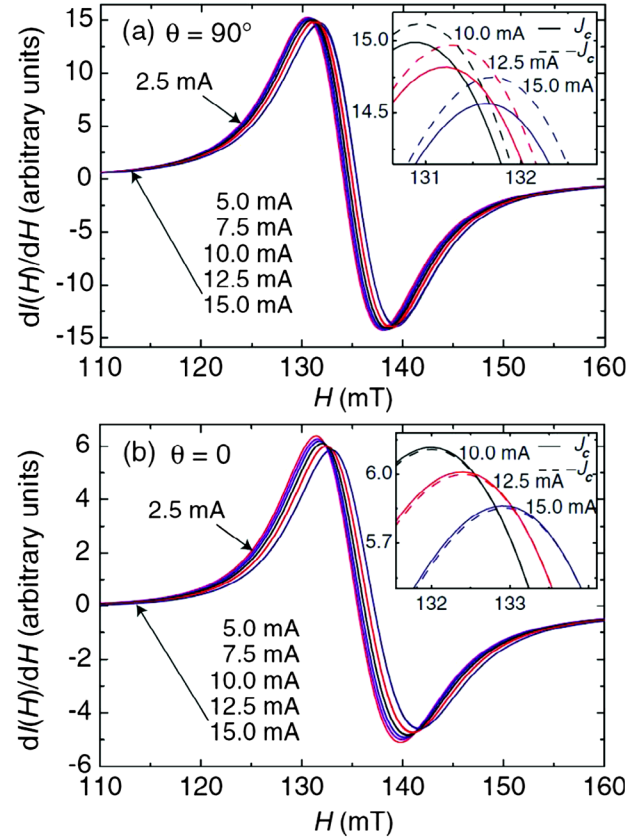 (a) θ = 90°
2.5 mA
5.0 mA
7.5 mA
10.0 mA
12.5 mA
15.0 mA
15
10
5
0
-5
-10
-15
dI(H)/dH (arbitrary units)
110 120 130 140 150 160
H (mT)
10.0 mA — J_c
12.5 mA -- –J_c
15.0 mA
15.0
14.5
131 132
(b) θ = 0
2.5 mA
5.0 mA
7.5 mA
10.0 mA
12.5 mA
15.0 mA
6
4
2
0
-2
-4
-6
dI(H)/dH (arbitrary units)
110 120 130 140 150 160
H (mT)
10.0 mA — J_c
12.5 mA -- –J_c
15.0 mA
6.0
5.7
132 133